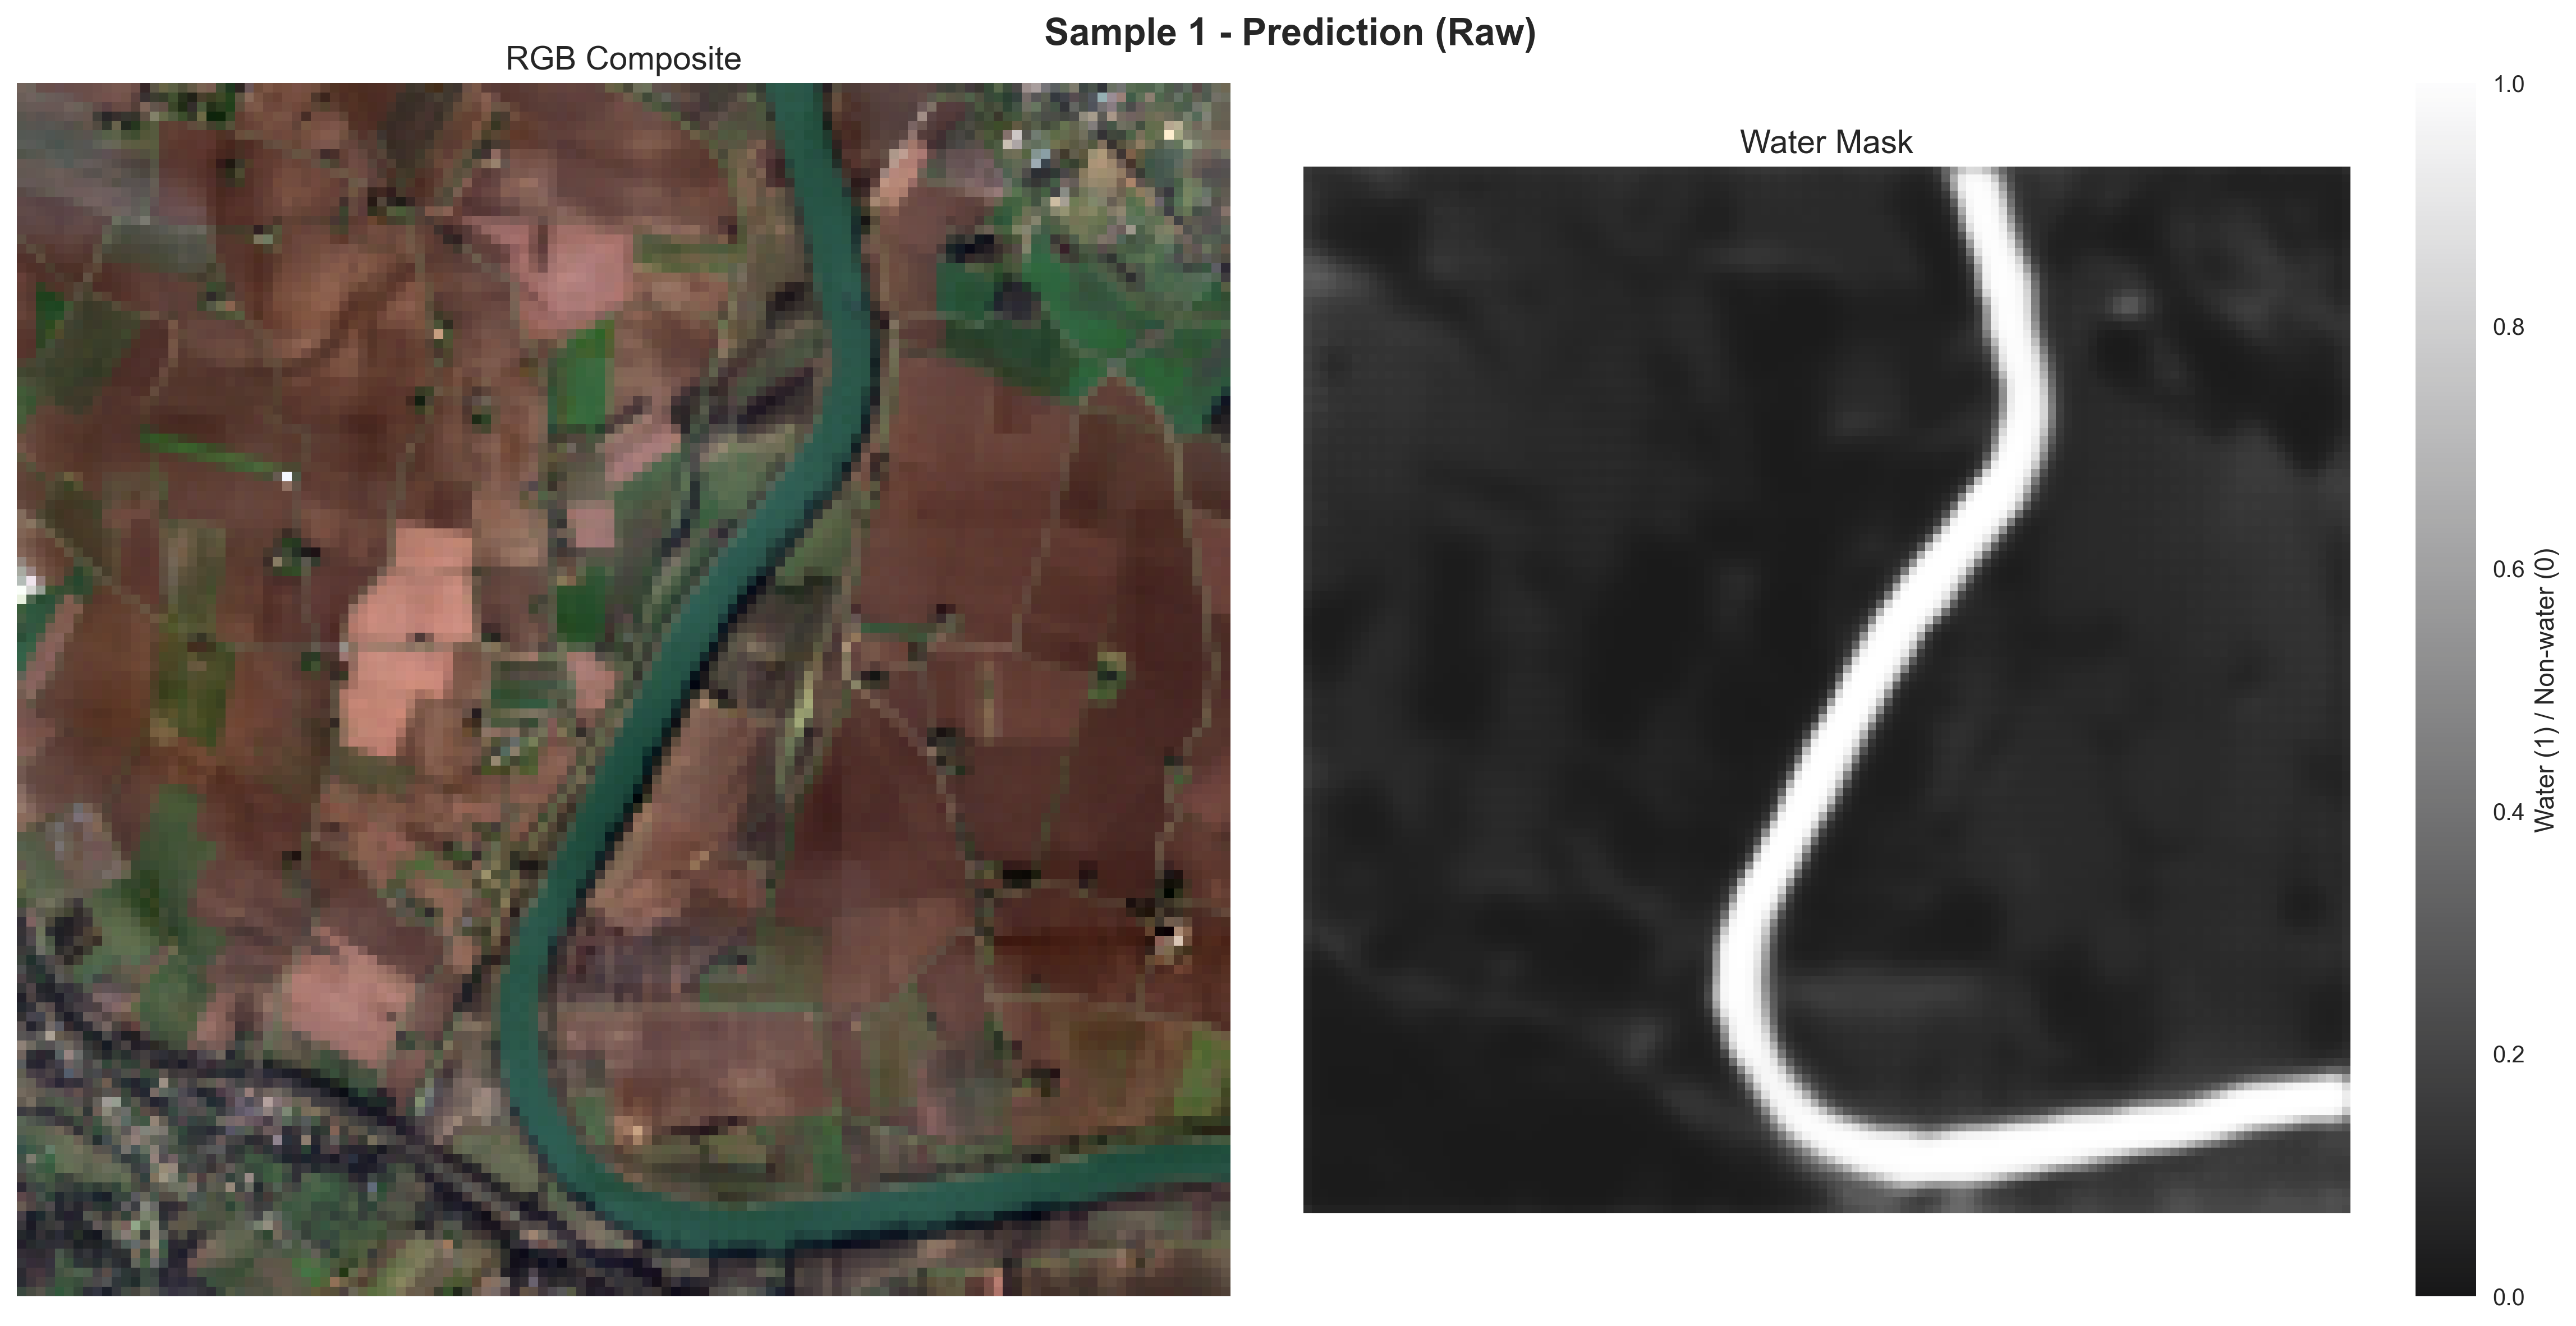 Sample 1 - Prediction (Raw)
RGB Composite
Water Mask
1.0
0.8
0.6
0.4
0.2
0.0
Water (1) / Non-water (0)